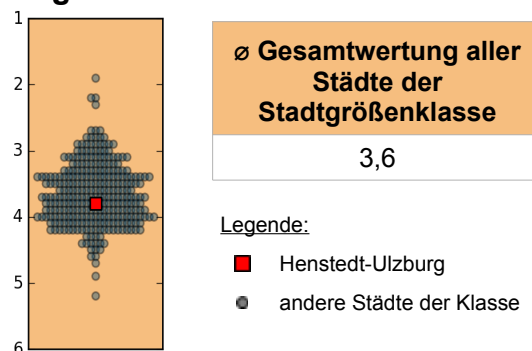 1
2
3
4
5
6
⌀ Gesamtwertung aller
Städte der
Stadtgrößenklasse
3,6
Legende:
Henstedt-Ulzburg
andere Städte der Klasse